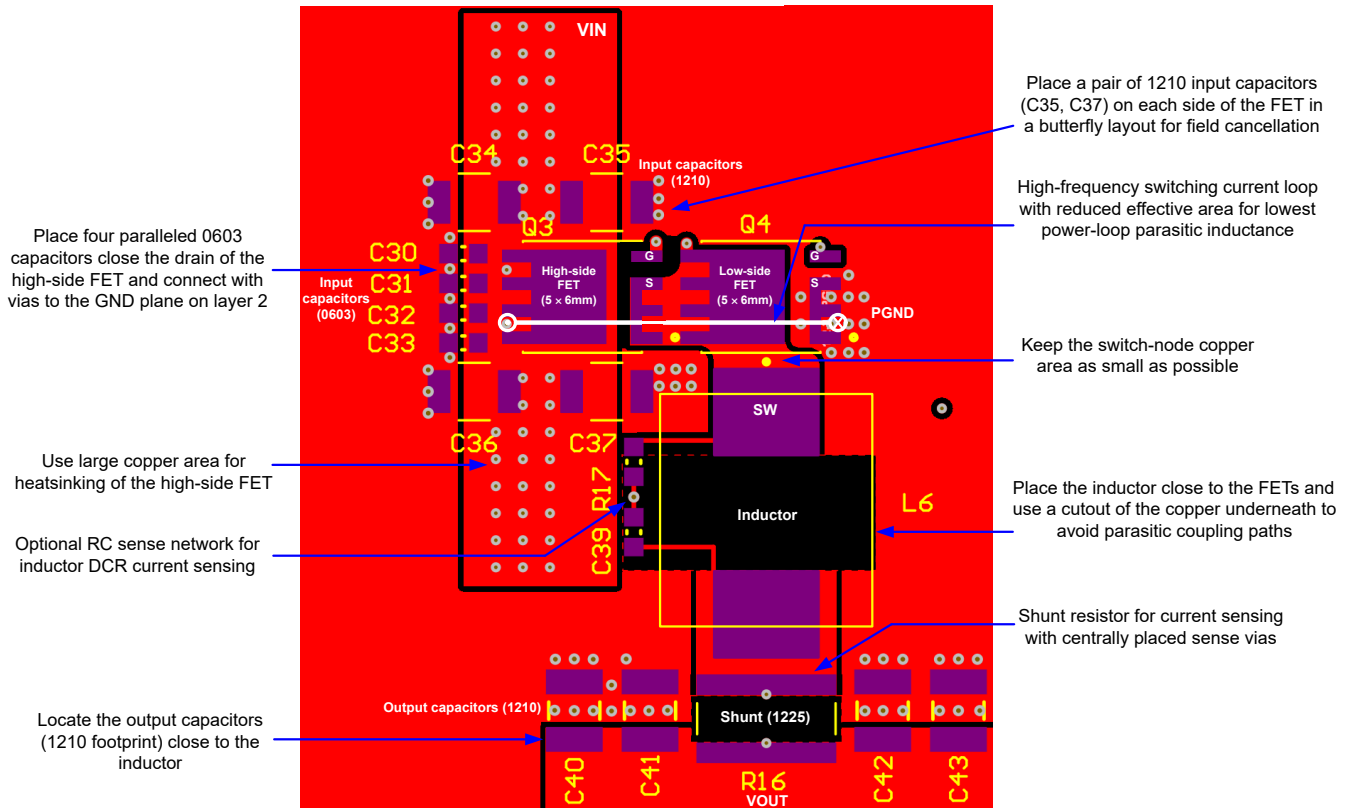 VIN
Place a pair of 1210 input capacitors
(C35, C37) on each side of the FET in
a butterfly layout for field cancellation
C34
C35
Input capacitors
(1210)
High-frequency switching current loop
with reduced effective area for lowest
power-loop parasitic inductance
Place four paralleled 0603
capacitors close the drain of the
high-side FET and connect with
vias to the GND plane on layer 2
Q3
Q4
C30
C31
C32
C33
Input
capacitors
(0603)
High-side
FET
(5 × 6mm)
G
S
Low-side
FET
(5 × 6mm)
G
S
PGND
Keep the switch-node copper
area as small as possible
SW
C36
C37
Use large copper area for
heatsinking of the high-side FET
R17
Inductor
L6
Place the inductor close to the FETs and
use a cutout of the copper underneath to
avoid parasitic coupling paths
Optional RC sense network for
inductor DCR current sensing
C39
Shunt resistor for current sensing
with centrally placed sense vias
Output capacitors (1210)
Shunt (1225)
Locate the output capacitors
(1210 footprint) close to the
inductor
C40
C41
R16
VOUT
C42
C43